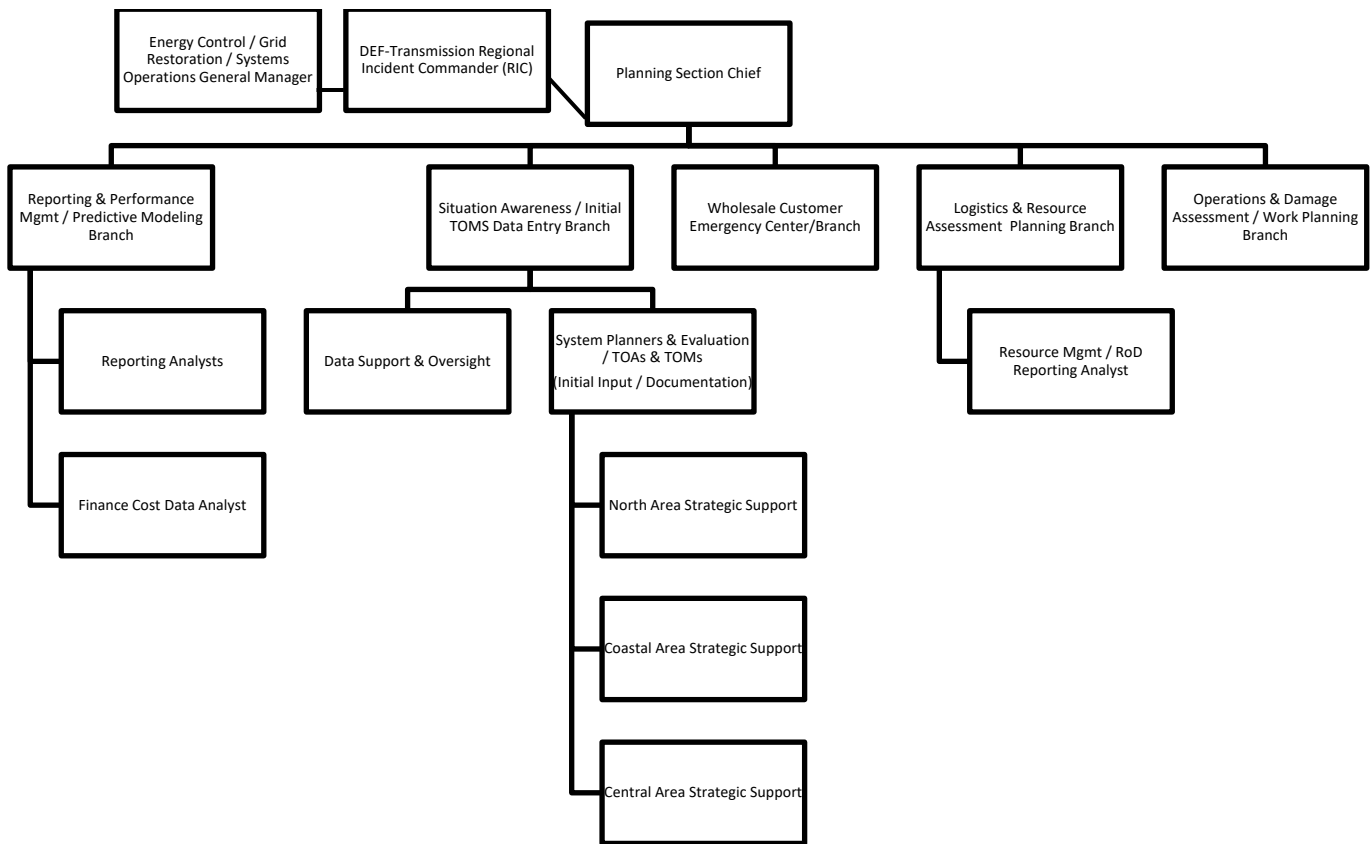 Energy Control / Grid
Restoration / Systems
Operations General Manager
DEF-Transmission Regional
Incident Commander (RIC)
Planning Section Chief
Reporting & Performance
Mgmt / Predictive Modeling
Branch
Situation Awareness / Initial
TOMS Data Entry Branch
Wholesale Customer
Emergency Center/Branch
Logistics & Resource
Assessment Planning Branch
Operations & Damage
Assessment / Work Planning
Branch
Reporting Analysts
Data Support & Oversight
System Planners & Evaluation
/ TOAs & TOMs
(Initial Input / Documentation)
Resource Mgmt / RoD
Reporting Analyst
Finance Cost Data Analyst
North Area Strategic Support
Coastal Area Strategic Support
Central Area Strategic Support